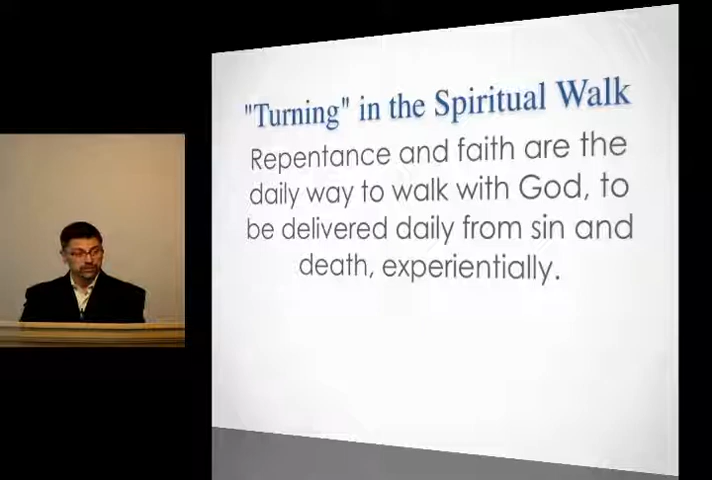 "Turning" in the Spiritual Walk
Repentance and faith are the
daily way to walk with God, to
be delivered daily from sin and
death, experientially.